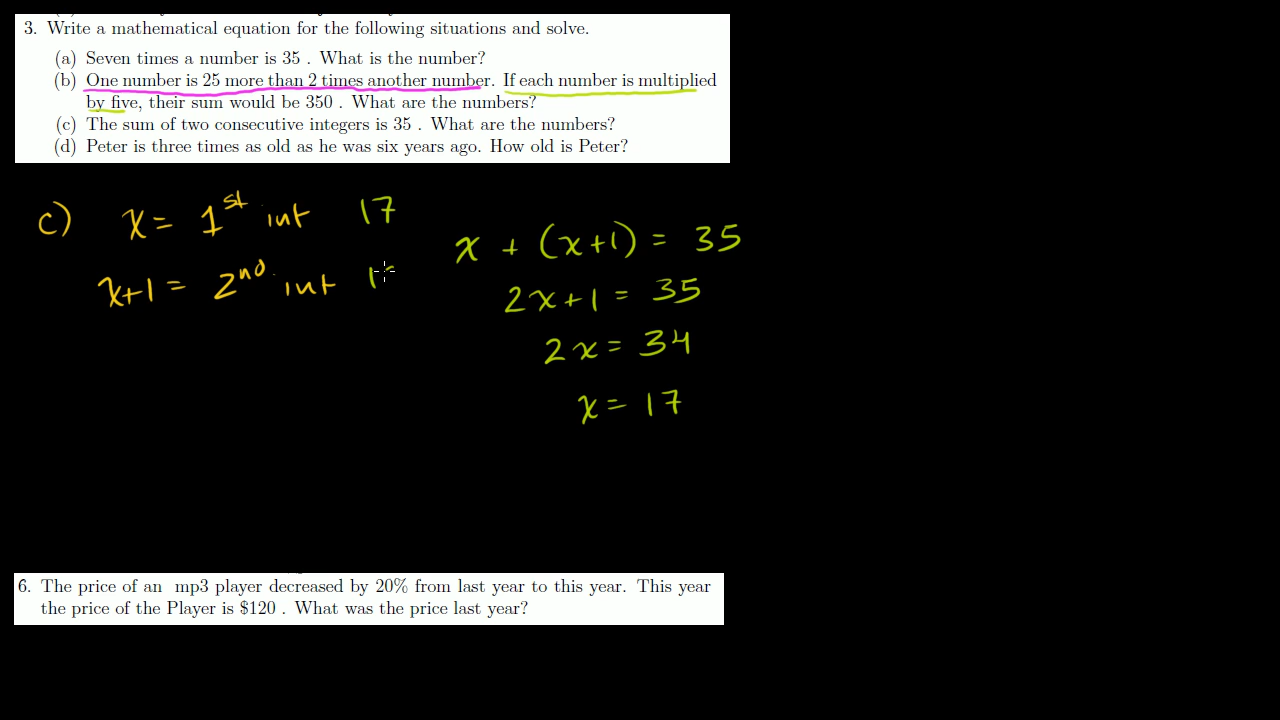 3. Write a mathematical equation for the following situations and solve.
(a) Seven times a number is 35 . What is the number?
(b) One number is 25 more than 2 times another number. If each number is multiplied
by five, their sum would be 350 . What are the numbers?
(c) The sum of two consecutive integers is 35 . What are the numbers?
(d) Peter is three times as old as he was six years ago. How old is Peter?
c) x = 1st int 17
x+1 = 2nd int 1
x + (x+1) = 35
2x+1 = 35
2x = 34
x = 17
6. The price of an mp3 player decreased by 20% from last year to this year. This year
the price of the Player is $120 . What was the price last year?